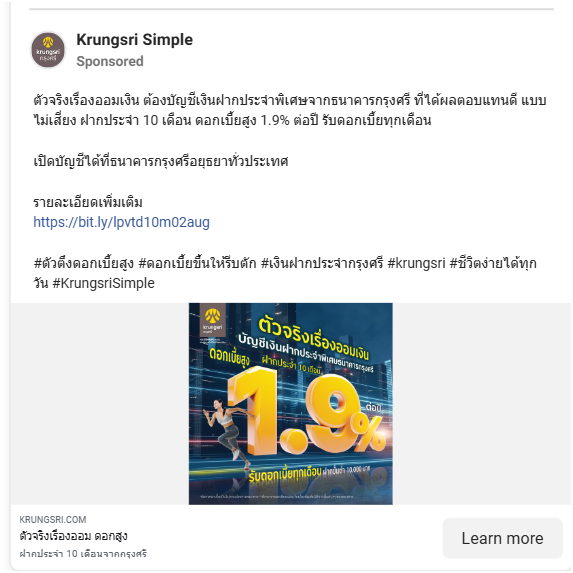 Krungsri Simple
Sponsored
ตัวจริงเรื่องออมเงิน ต้องบัญชีเงินฝากประจำพิเศษจากธนาคารกรุงศรี ที่ได้ผลตอบแทนดี แบบ
ไม่เสี่ยง ฝากประจำ 10 เดือน ดอกเบี้ยสูง 1.9% ต่อปี รับดอกเบี้ยทุกเดือน
เปิดบัญชีได้ที่ธนาคารกรุงศรีอยุธยาทั่วประเทศ
รายละเอียดเพิ่มเติม
https://bit.ly/lpvtd10m02aug
#ตัวตึงดอกเบี้ยสูง #ดอกเบี้ยขึ้นให้รีบตัก #เงินฝากประจำกรุงศรี #krungsri #ชีวิตง่ายได้ทุก
วัน #KrungsriSimple
krungsri
กรุงศรี
ตัวจริงเรื่องออมเงิน
บัญชีเงินฝากประจำพิเศษธนาคารกรุงศรี
ดอกเบี้ยสูง ฝากประจำ 10 เดือน
1.9% ต่อปี
รับดอกเบี้ยทุกเดือน ฝากขั้นต่ำ 10,000 บาท
KRUNGSRI.COM
ตัวจริงเรื่องออม ดอกสูง
ฝากประจำ 10 เดือนจากกรุงศรี
Learn more